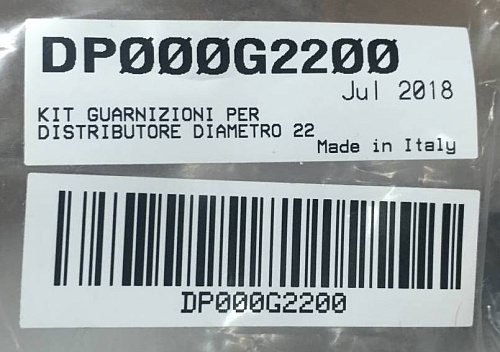 DP000G2200
Jul 2018
KIT GUARNIZIONI PER
DISTRIBUTORE DIAMETRO 22
Made in Italy
DP000G2200